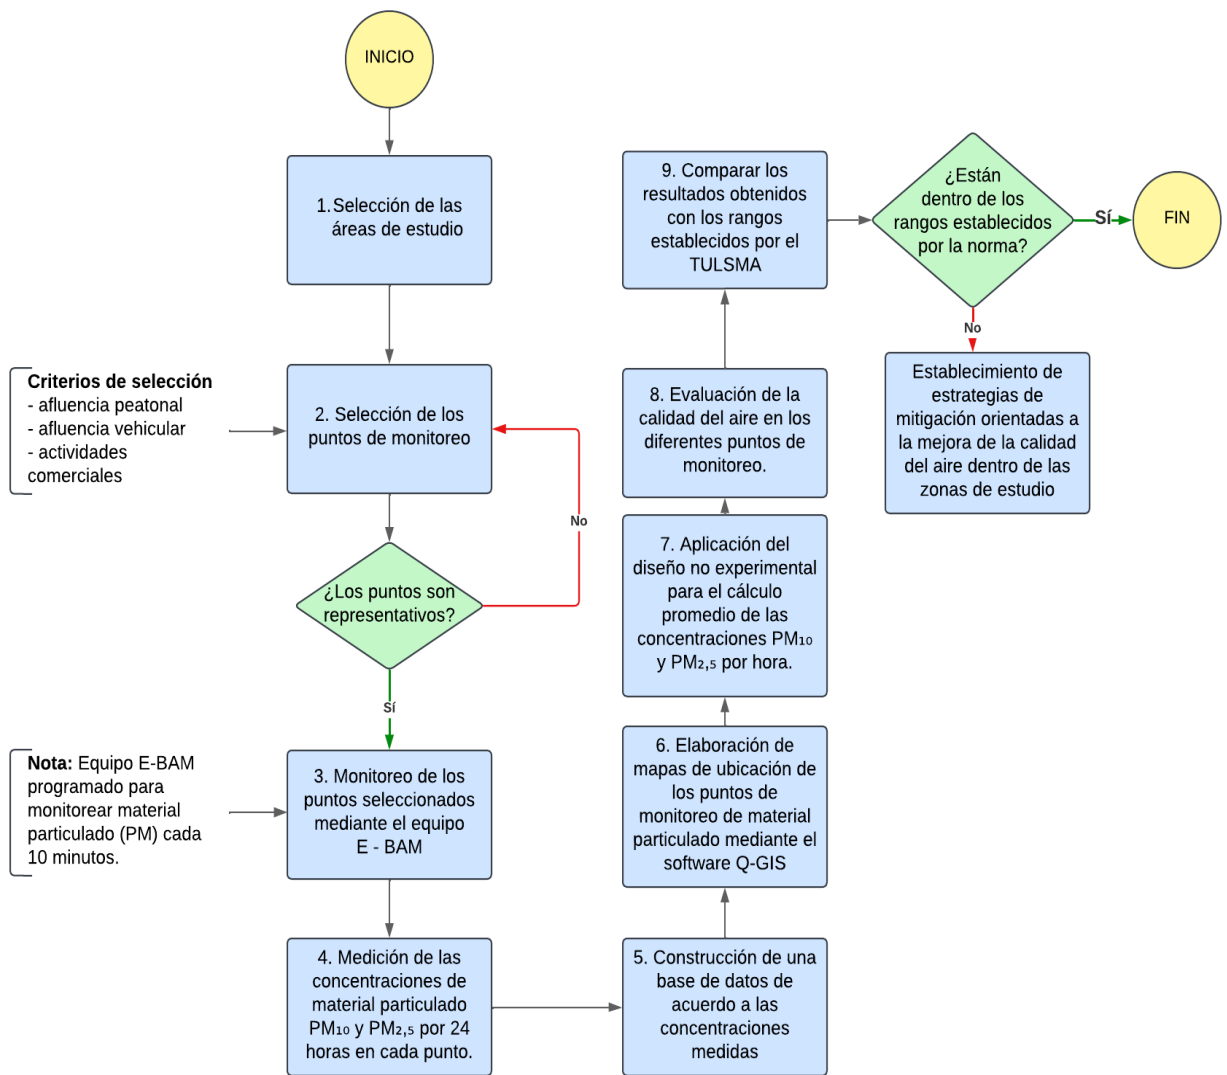 INICIO
1.Selección de las
áreas de estudio
Criterios de selección
- afluencia peatonal
- afluencia vehicular
- actividades
comerciales
2. Selección de los
puntos de monitoreo
No
¿Los puntos son
representativos?
Sí
Nota: Equipo E-BAM
programado para
monitorear material
particulado (PM) cada
10 minutos.
3. Monitoreo de los
puntos seleccionados
mediante el equipo
E - BAM
4. Medición de las
concentraciones de
material particulado
PM₁₀ y PM₂,₅ por 24
horas en cada punto.
5. Construcción de una
base de datos de
acuerdo a las
concentraciones
medidas
6. Elaboración de
mapas de ubicación de
los puntos de
monitoreo de material
particulado mediante el
software Q-GIS
7. Aplicación del
diseño no experimental
para el cálculo
promedio de las
concentraciones PM₁₀
y PM₂,₅ por hora.
8. Evaluación de la
calidad del aire en los
diferentes puntos de
monitoreo.
9. Comparar los
resultados obtenidos
con los rangos
establecidos por el
TULSMA
¿Están
dentro de los
rangos establecidos
por la norma?
Sí
FIN
No
Establecimiento de
estrategias de
mitigación orientadas a
la mejora de la calidad
del aire dentro de las
zonas de estudio